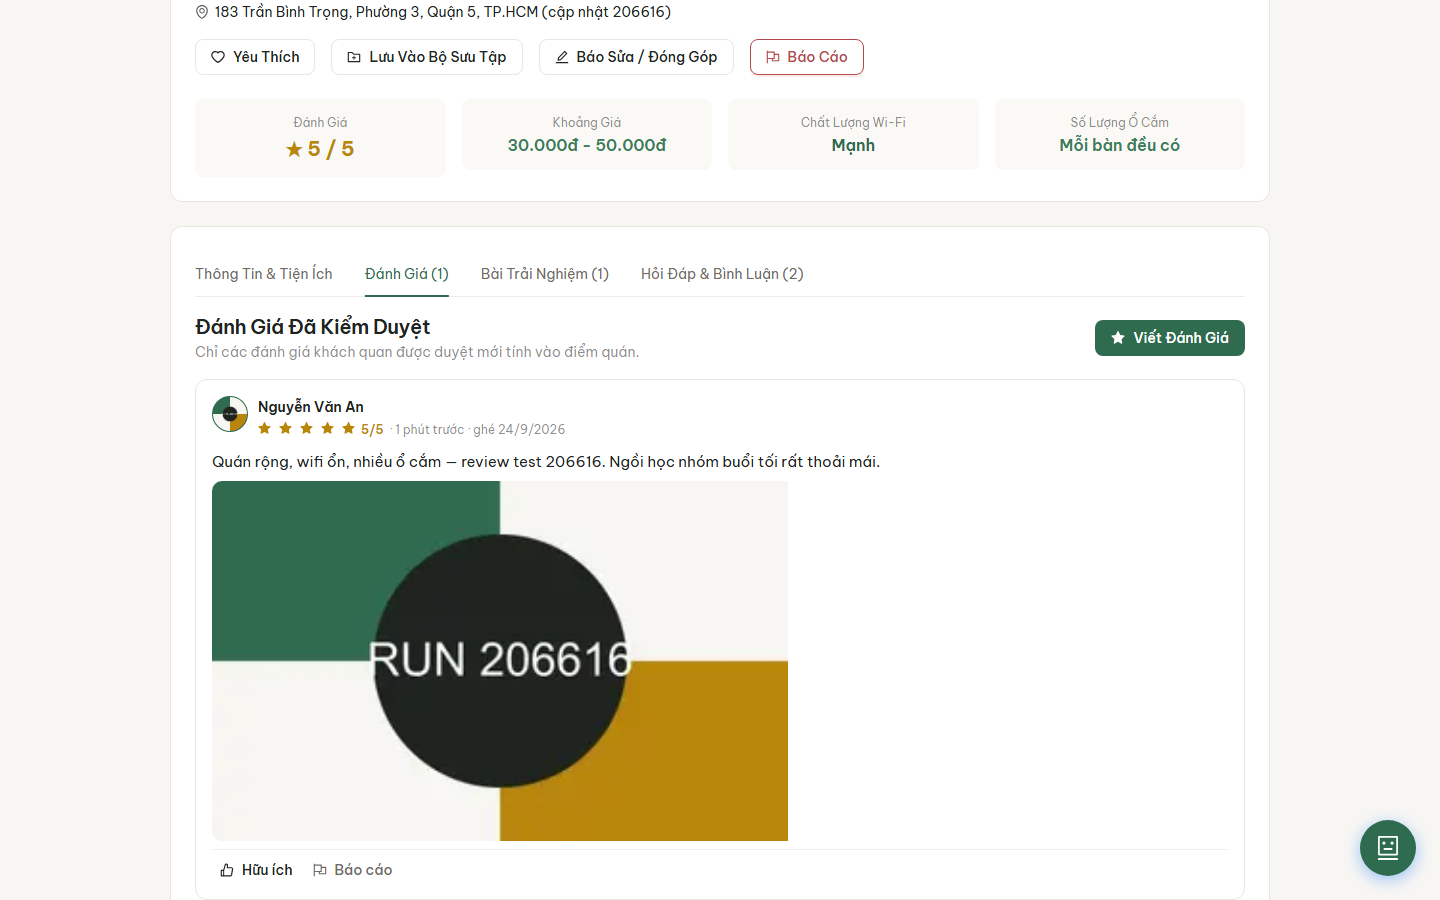 183 Trần Bình Trọng, Phường 3, Quận 5, TP.HCM (cập nhật 206616)
Yêu Thích
Lưu Vào Bộ Sưu Tập
Báo Sửa / Đóng Góp
Báo Cáo
Đánh Giá
5 / 5
Khoảng Giá
30.000đ - 50.000đ
Chất Lượng Wi-Fi
Mạnh
Số Lượng Ổ Cắm
Mỗi bàn đều có
Thông Tin & Tiện Ích
Đánh Giá (1)
Bài Trải Nghiệm (1)
Hỏi Đáp & Bình Luận (2)
Đánh Giá Đã Kiểm Duyệt
Chỉ các đánh giá khách quan được duyệt mới tính vào điểm quán.
Viết Đánh Giá
Nguyễn Văn An
5/5 · 1 phút trước · ghé 24/9/2026
Quán rộng, wifi ổn, nhiều ổ cắm — review test 206616. Ngồi học nhóm buổi tối rất thoải mái.
RUN 206616
Hữu ích
Báo cáo